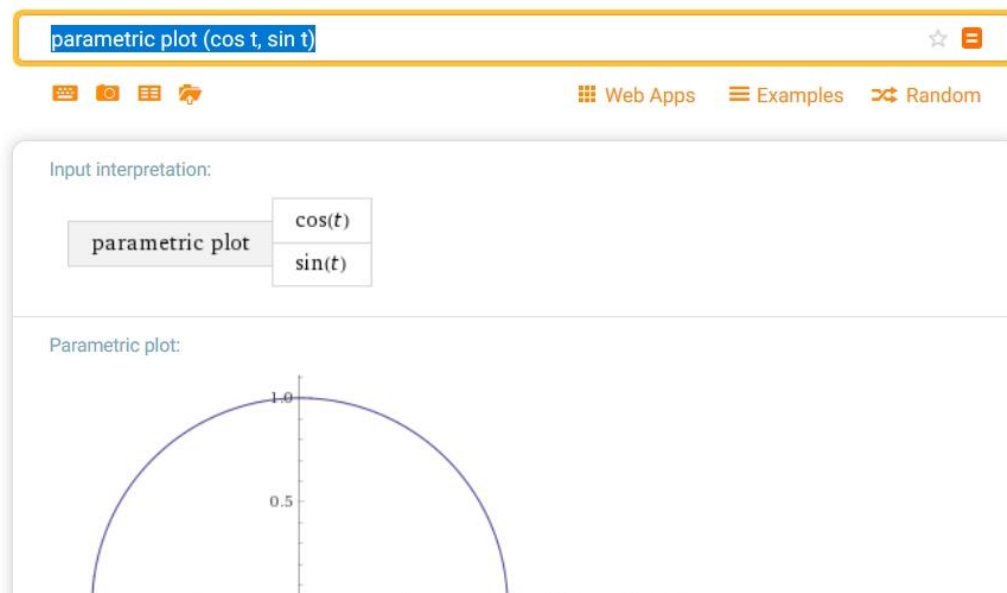 parametric plot (cos t, sin t)
Web Apps Examples Random
Input interpretation:
parametric plot
cos(t)
sin(t)
Parametric plot:
1.0
0.5